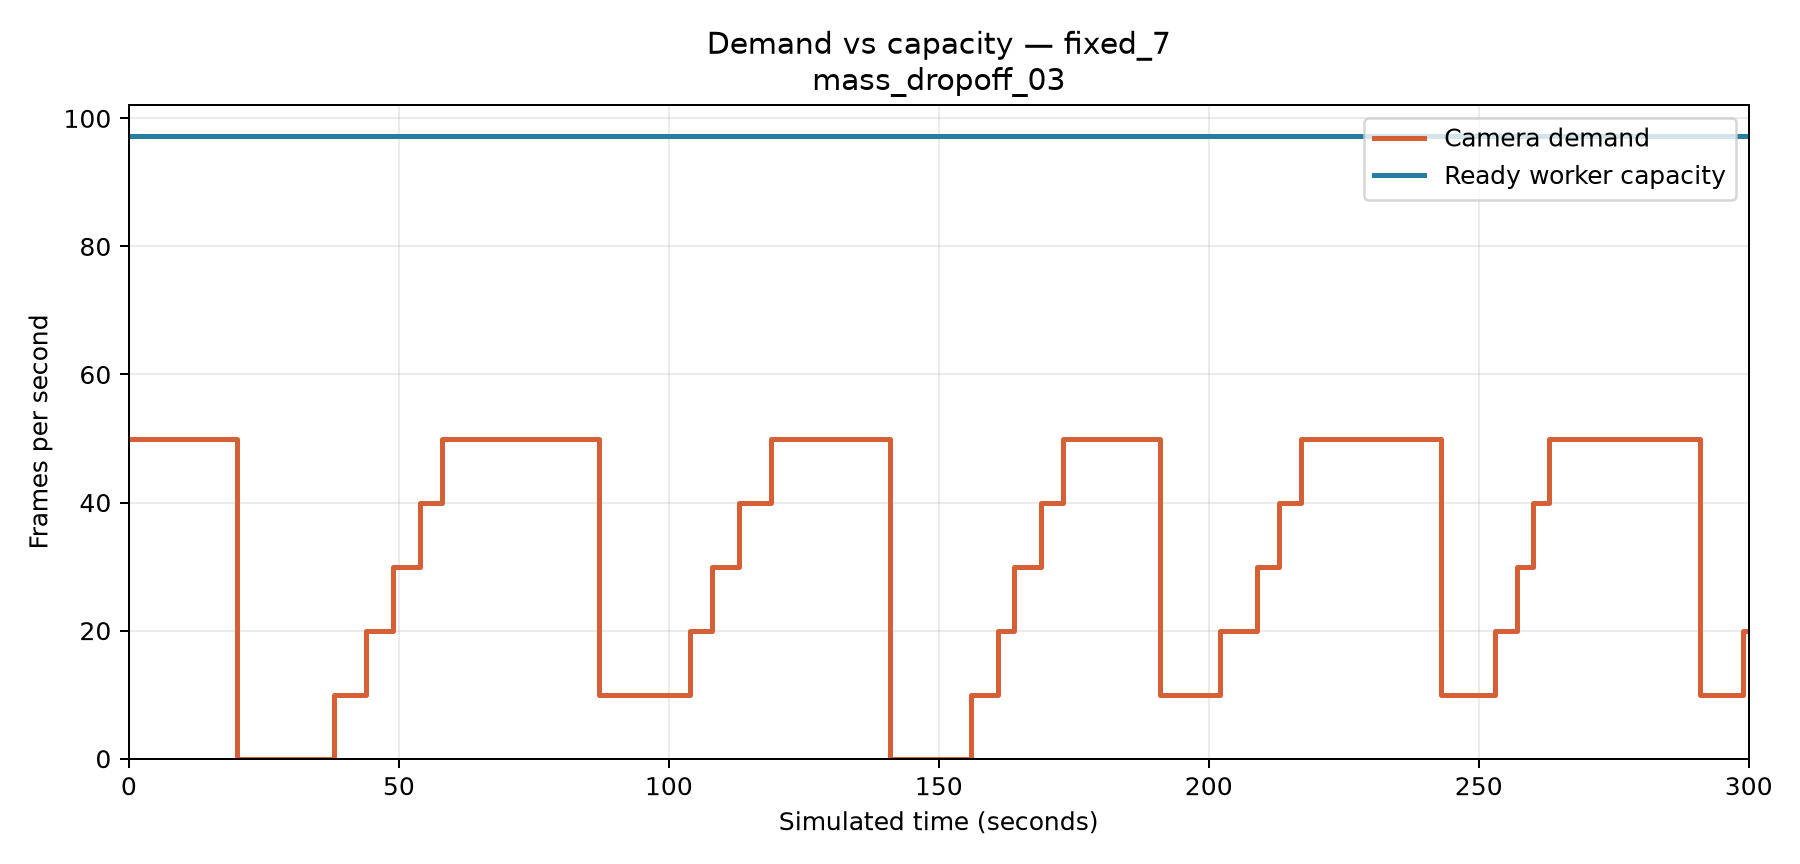 Demand vs capacity — fixed_7
mass_dropoff_03
100
80
60
40
20
0
Frames per second
Camera demand
Ready worker capacity
0 50 100 150 200 250 300
Simulated time (seconds)